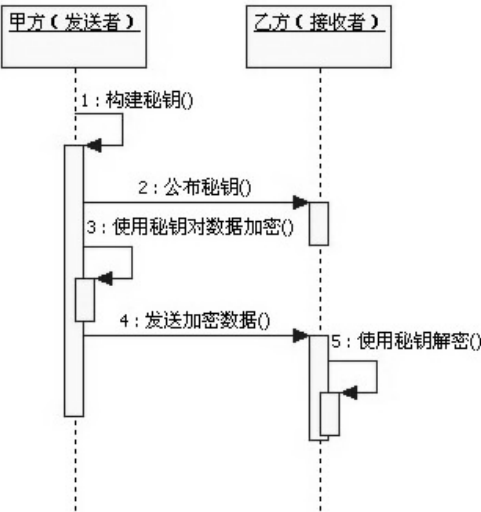 甲方（发送者）
乙方（接收者）
1：构建秘钥()
2：公布秘钥()
3：使用秘钥对数据加密()
4：发送加密数据()
5：使用秘钥解密()